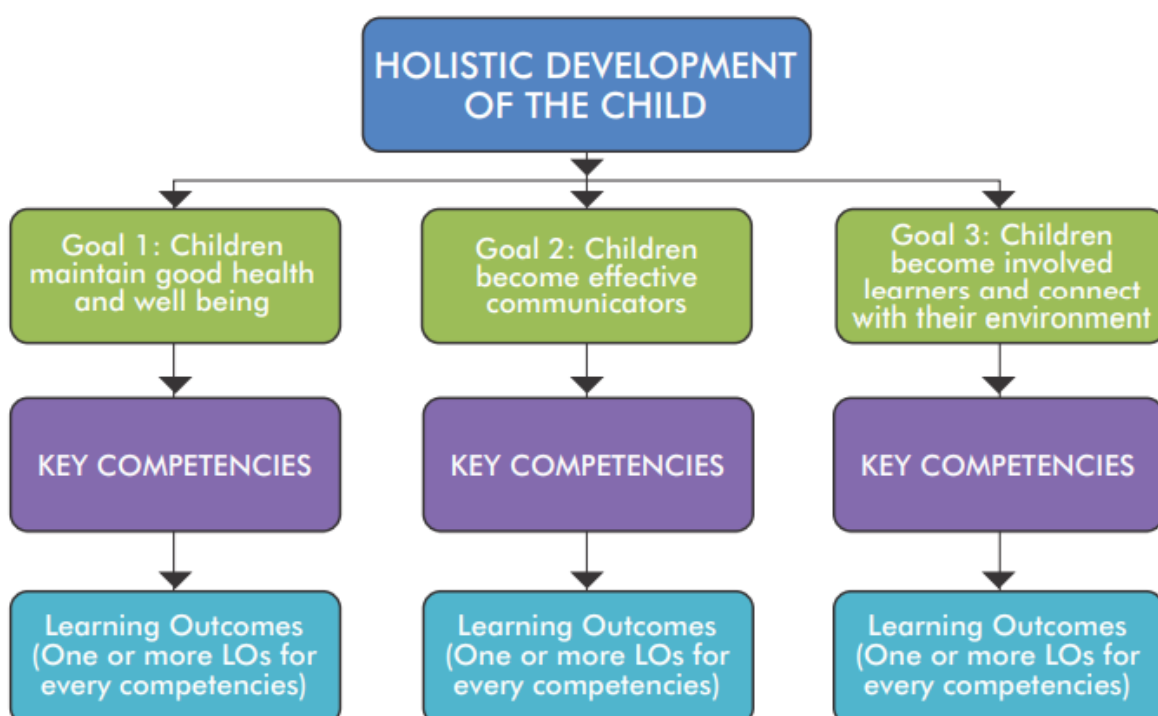 HOLISTIC DEVELOPMENT
OF THE CHILD
Goal 1: Children
maintain good health
and well being
Goal 2: Children
become effective
communicators
Goal 3: Children
become involved
learners and connect
with their environment
KEY COMPETENCIES
KEY COMPETENCIES
KEY COMPETENCIES
Learning Outcomes
(One or more LOs for
every competencies)
Learning Outcomes
(One or more LOs for
every competencies)
Learning Outcomes
(One or more LOs for
every competencies)